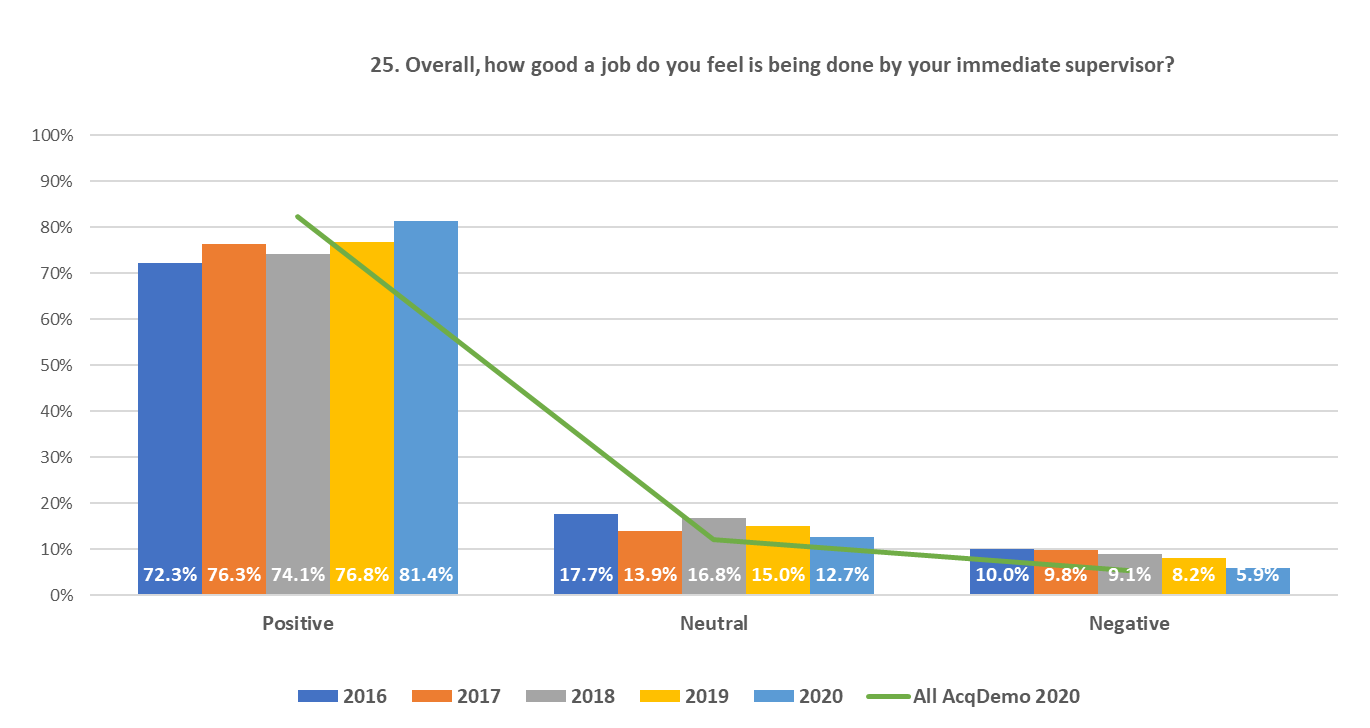 25. Overall, how good a job do you feel is being done by your immediate supervisor?
100%
90%
80%
70%
60%
50%
40%
30%
20%
10%
0%
72.3% 76.3% 74.1% 76.8% 81.4% 17.7% 13.9% 16.8% 15.0% 12.7% 10.0% 9.8% 9.1% 8.2% 5.9%
Positive Neutral Negative
2016 2017 2018 2019 2020 All AcqDemo 2020